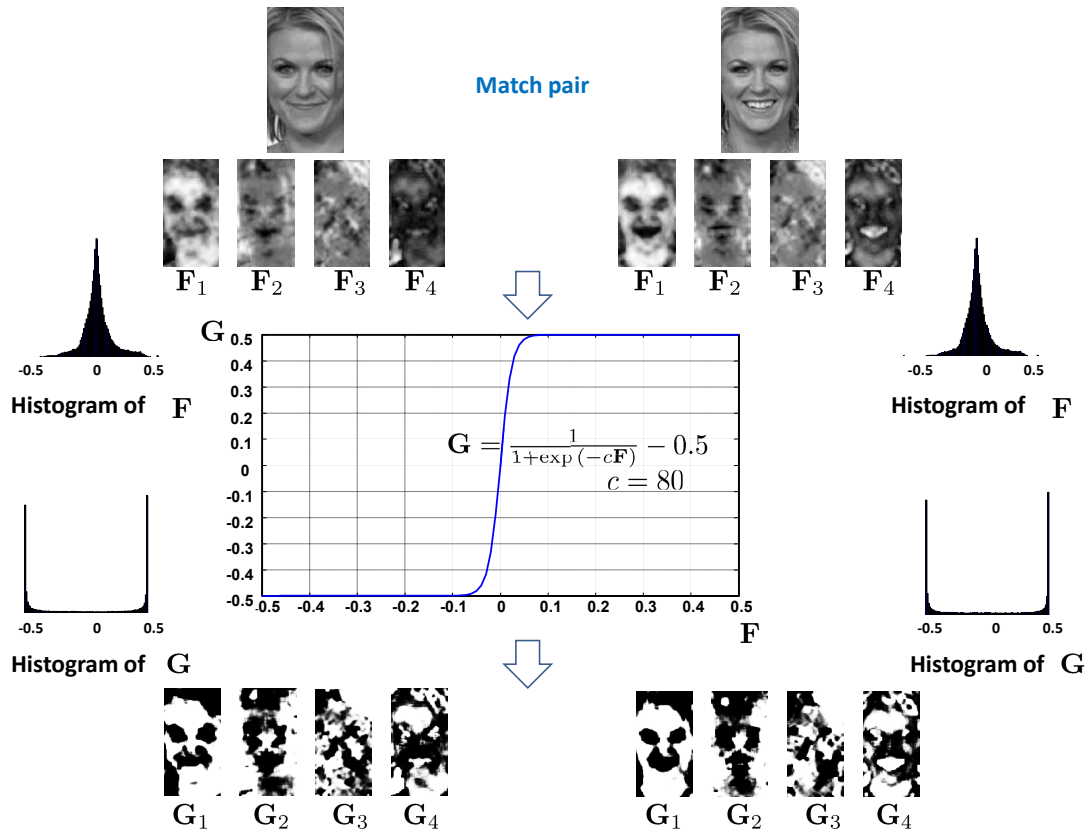 Match pair
F1 F2 F3 F4
F1 F2 F3 F4
-0.5 0 0.5
Histogram of F
-0.5 0 0.5
Histogram of F
G
0.5
0.4
0.3
0.2
0.1
0
-0.1
-0.2
-0.3
-0.4
-0.5
G = 1/(1+exp (−cF)) − 0.5
c = 80
-0.5 -0.4 -0.3 -0.2 -0.1 0 0.1 0.2 0.3 0.4 0.5
F
-0.5 0 0.5
Histogram of G
-0.5 0 0.5
Histogram of G
G1 G2 G3 G4
G1 G2 G3 G4